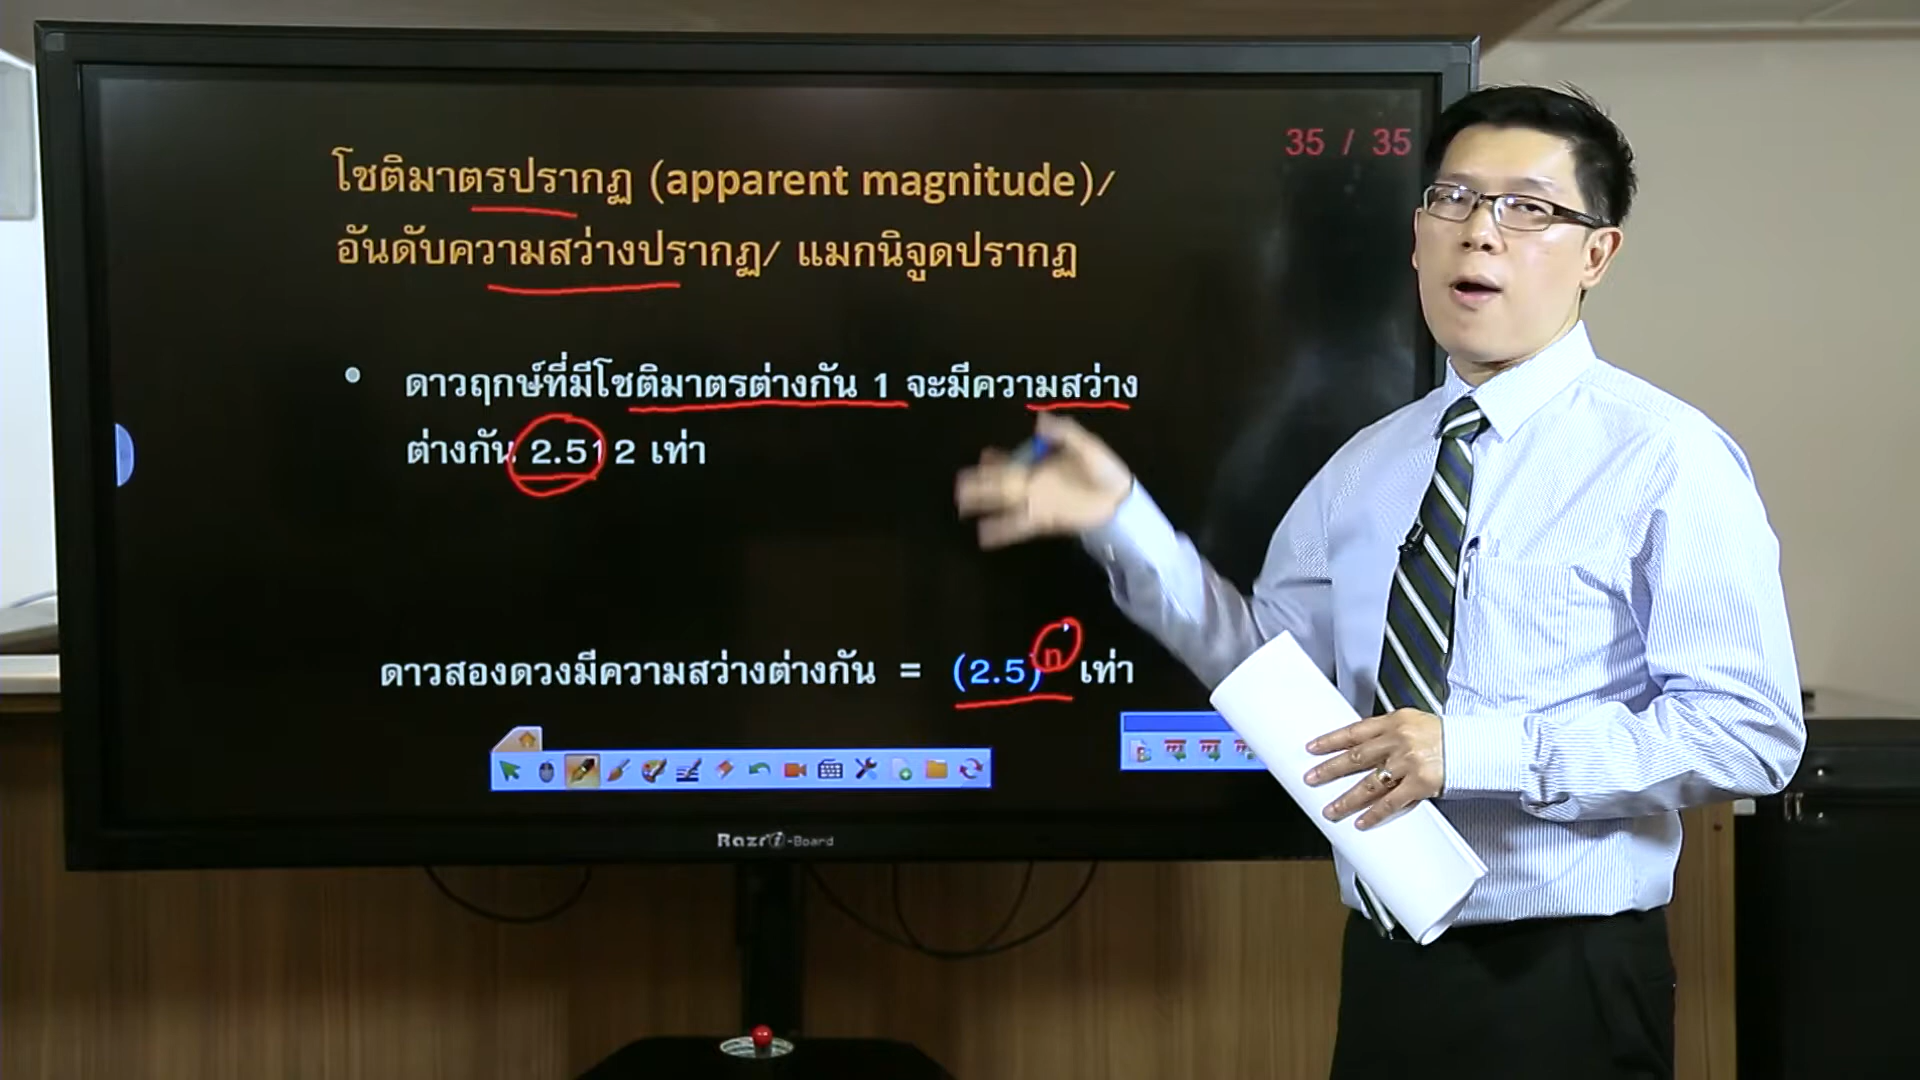 35 / 35
โชติมาตรปรากฏ (apparent magnitude)/
อันดับความสว่างปรากฏ/ แมกนิจูดปรากฏ
• ดาวฤกษ์ที่มีโชติมาตรต่างกัน 1 จะมีความสว่าง
ต่างกัน 2.512 เท่า
ดาวสองดวงมีความสว่างต่างกัน = (2.5)ⁿ เท่า
Razr i-Board